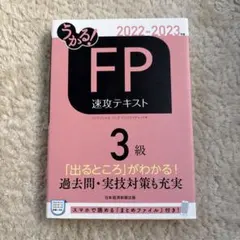 うかる!
2022-2023年
FP
速攻テキスト
3級
「出るところ」がわかる!
過去問・実技対策も充実
日本経済新聞出版
スマホで読める「まとめファイル」付き!